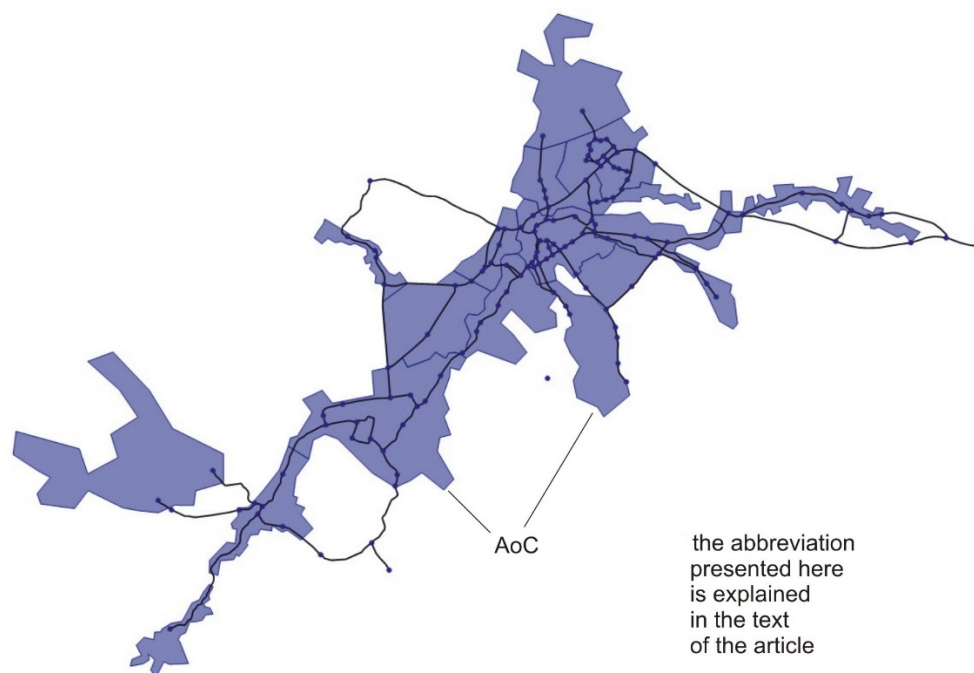 AoC
the abbreviation
presented here
is explained
in the text
of the article